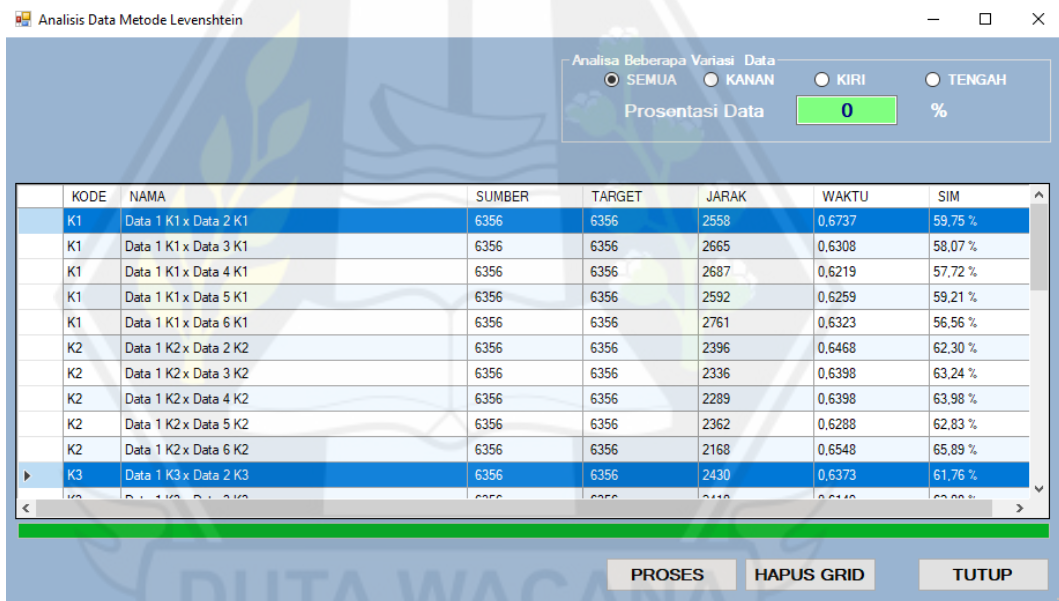 Analisis Data Metode Levenshtein
Analisa Beberapa Variasi Data
SEMUA KANAN KIRI TENGAH
Prosentasi Data 0 %
KODE NAMA SUMBER TARGET JARAK WAKTU SIM
K1 Data 1 K1 x Data 2 K1 6356 6356 2558 0,6737 59,75 %
K1 Data 1 K1 x Data 3 K1 6356 6356 2665 0,6308 58,07 %
K1 Data 1 K1 x Data 4 K1 6356 6356 2687 0,6219 57,72 %
K1 Data 1 K1 x Data 5 K1 6356 6356 2592 0,6259 59,21 %
K1 Data 1 K1 x Data 6 K1 6356 6356 2761 0,6323 56,56 %
K2 Data 1 K2 x Data 2 K2 6356 6356 2396 0,6468 62,30 %
K2 Data 1 K2 x Data 3 K2 6356 6356 2336 0,6398 63,24 %
K2 Data 1 K2 x Data 4 K2 6356 6356 2289 0,6398 63,98 %
K2 Data 1 K2 x Data 5 K2 6356 6356 2362 0,6288 62,83 %
K2 Data 1 K2 x Data 6 K2 6356 6356 2168 0,6548 65,89 %
K3 Data 1 K3 x Data 2 K3 6356 6356 2430 0,6373 61,76 %
PROSES HAPUS GRID TUTUP
DUTA WACANA